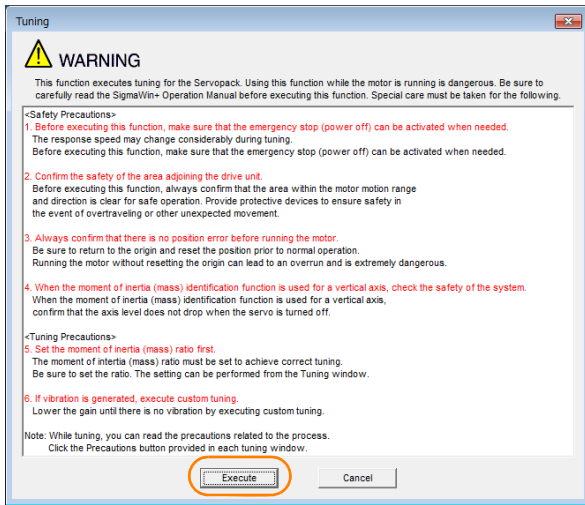 Tuning
WARNING
This function executes tuning for the Servopack. Using this function while the motor is running is dangerous. Be sure to
carefully read the SigmaWin+ Operation Manual before executing this function. Special care must be taken for the following.
<Safety Precautions>
1. Before executing this function, make sure that the emergency stop (power off) can be activated when needed.
The response speed may change considerably during tuning.
Before executing this function, make sure that the emergency stop (power off) can be activated when needed.
2. Confirm the safety of the area adjoining the drive unit.
Before executing this function, always confirm that the area within the motor motion range
and direction is clear for safe operation. Provide protective devices to ensure safety in
the event of overtraveling or other unexpected movement.
3. Always confirm that there is no position error before running the motor.
Be sure to return to the origin and reset the position prior to normal operation.
Running the motor without resetting the origin can lead to an overrun and is extremely dangerous.
4. When the moment of inertia (mass) identification function is used for a vertical axis, check the safety of the system.
When the moment of inertia (mass) identification function is used for a vertical axis,
confirm that the axis level does not drop when the servo is turned off.
<Tuning Precautions>
5. Set the moment of inertia (mass) ratio first.
The moment of intertia (mass) ratio must be set to achieve correct tuning.
Be sure to set the ratio. The setting can be performed from the Tuning window.
6. If vibration is generated, execute custom tuning.
Lower the gain until there is no vibration by executing custom tuning.
Note: While tuning, you can read the precautions related to the process.
Click the Precautions button provided in each tuning window.
Execute Cancel